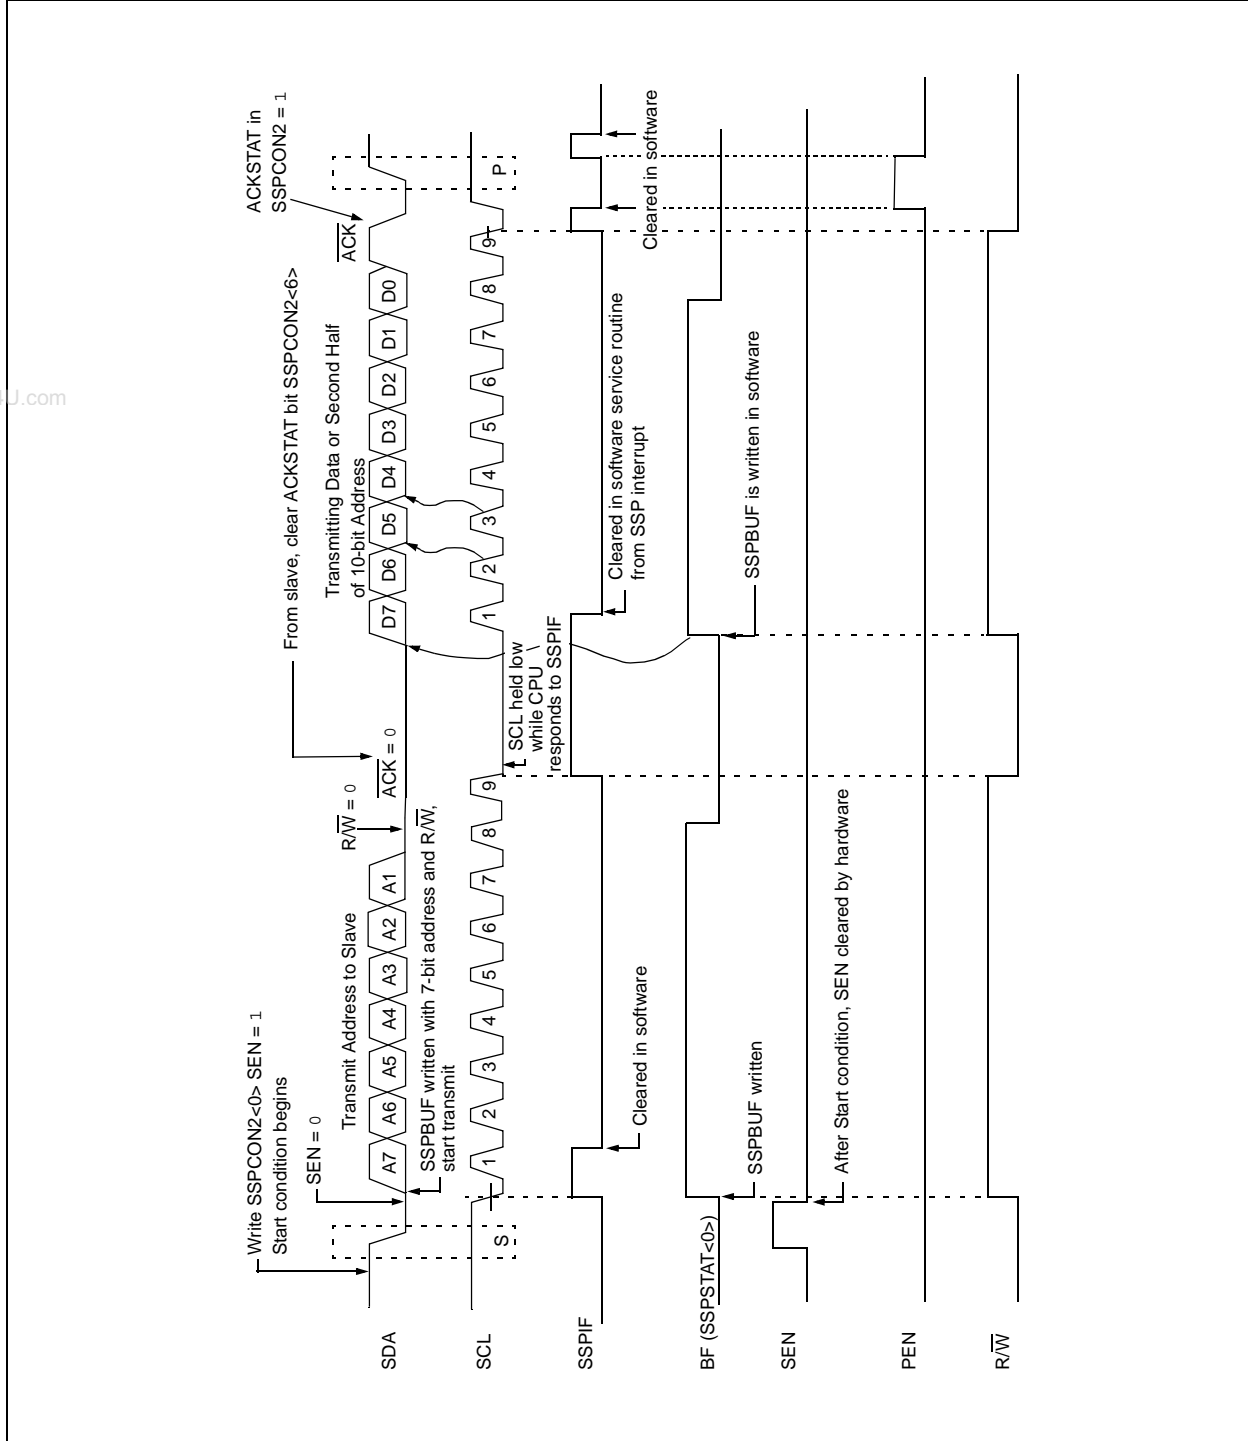 Write SSPCON2<0> SEN = 1
Start condition begins
SEN = 0
Transmit Address to Slave
R/W = 0
From slave, clear ACKSTAT bit SSPCON2<6>
ACK = 0
Transmitting Data or Second Half
of 10-bit Address
ACKSTAT in
SSPCON2 = 1
ACK
SDA
A7 A6 A5 A4 A3 A2 A1
D7 D6 D5 D4 D3 D2 D1 D0
SSPBUF written with 7-bit address and R/W,
start transmit
SCL
S
1 2 3 4 5 6 7 8 9
1 2 3 4 5 6 7 8 9
P
SCL held low
while CPU
responds to SSPIF
SSPIF
Cleared in software
Cleared in software service routine
from SSP interrupt
Cleared in software
BF (SSPSTAT<0>)
SSPBUF written
SSPBUF is written in software
SEN
After Start condition, SEN cleared by hardware
PEN
R/W
4U.com